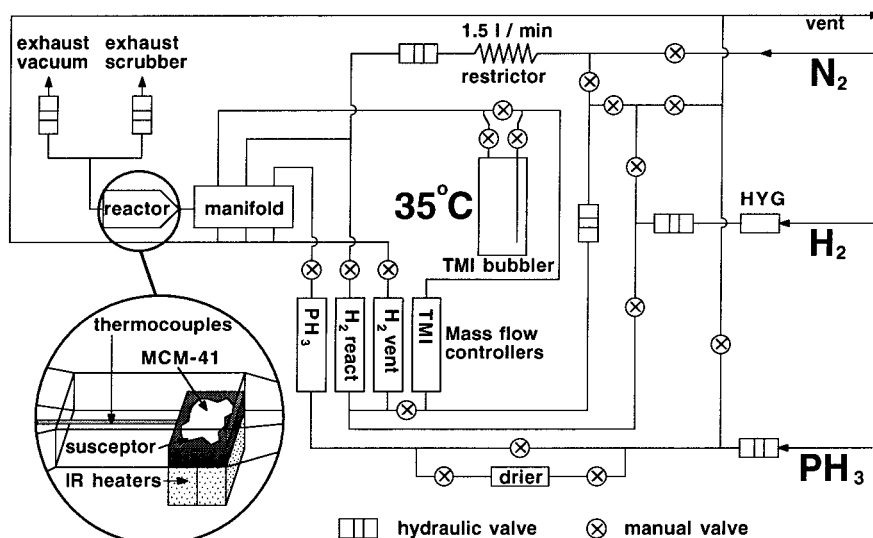 exhaust vacuum
exhaust scrubber
1.5 l / min
restrictor
vent
N2
reactor
manifold
35°C
TMI bubbler
HYG
H2
thermocouples
MCM-41
susceptor
IR heaters
PH3
H2 react
H2 vent
TMI
Mass flow
controllers
drier
PH3
hydraulic valve
manual valve